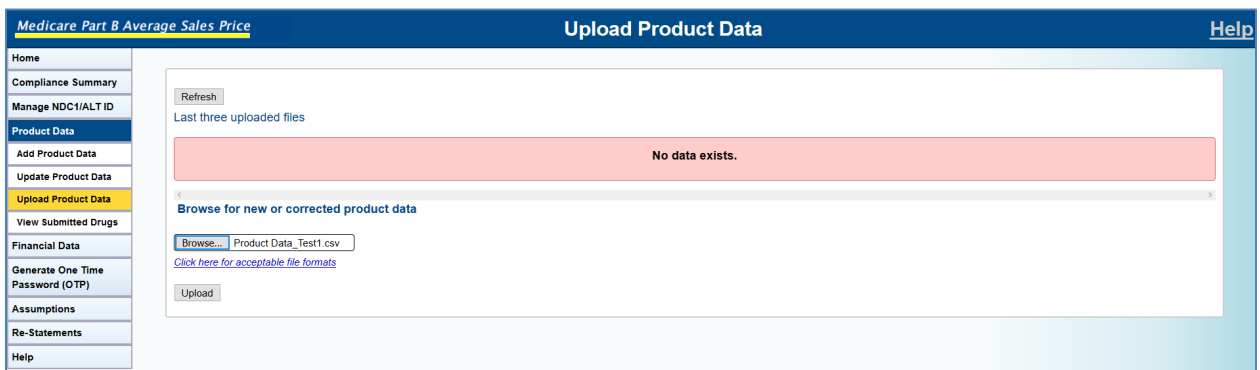 Medicare Part B Average Sales Price
Upload Product Data
Help
Home
Compliance Summary
Manage NDC1/ALT ID
Product Data
Add Product Data
Update Product Data
Upload Product Data
View Submitted Drugs
Financial Data
Generate One Time
Password (OTP)
Assumptions
Re-Statements
Help
Refresh
Last three uploaded files
No data exists.
Browse for new or corrected product data
Browse... Product Data_Test1.csv
Click here for acceptable file formats
Upload